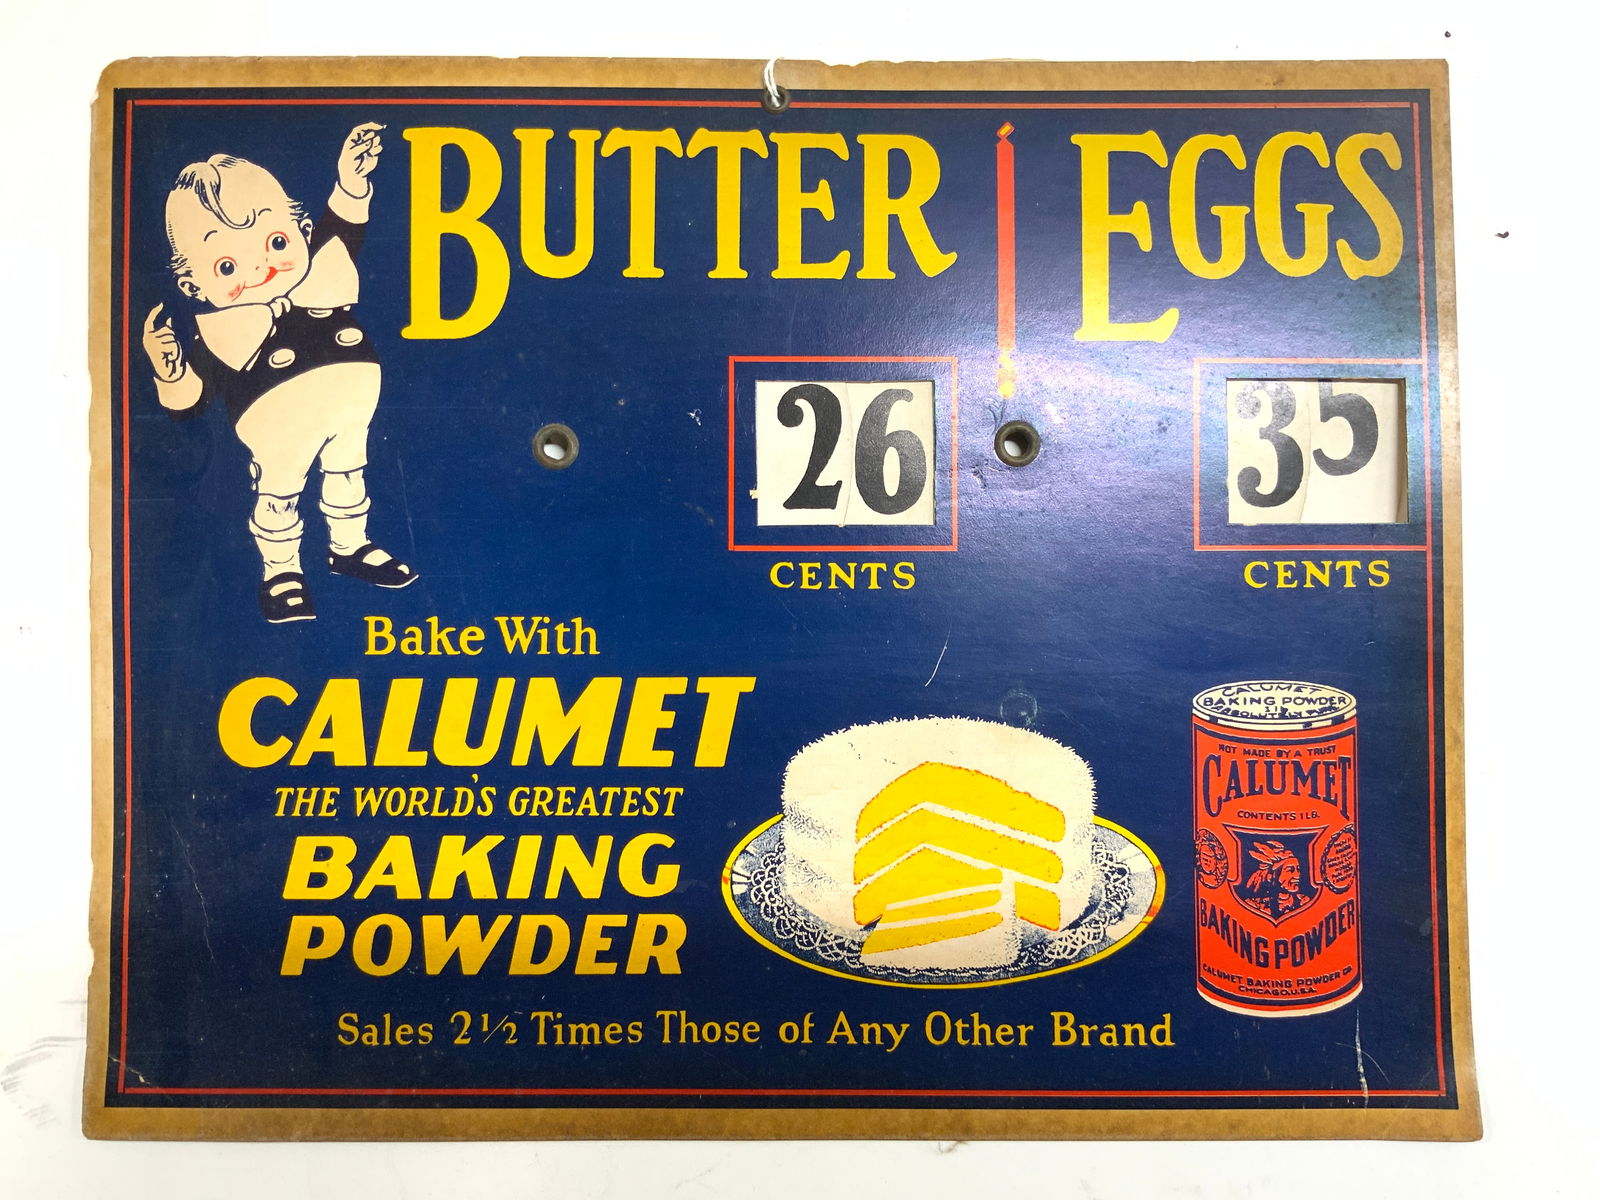 BUTTER
EGGS
26
35
CENTS
CENTS
Bake With
CALUMET
THE WORLD'S GREATEST
BAKING
POWDER
Sales 2½ Times Those of Any Other Brand
CALUMET
BAKING POWDER
ABSOLUTELY PURE
NOT MADE BY A TRUST
CALUMET
CONTENTS 1 LB.
BAKING POWDER
CALUMET BAKING POWDER CO.
CHICAGO, U.S.A.